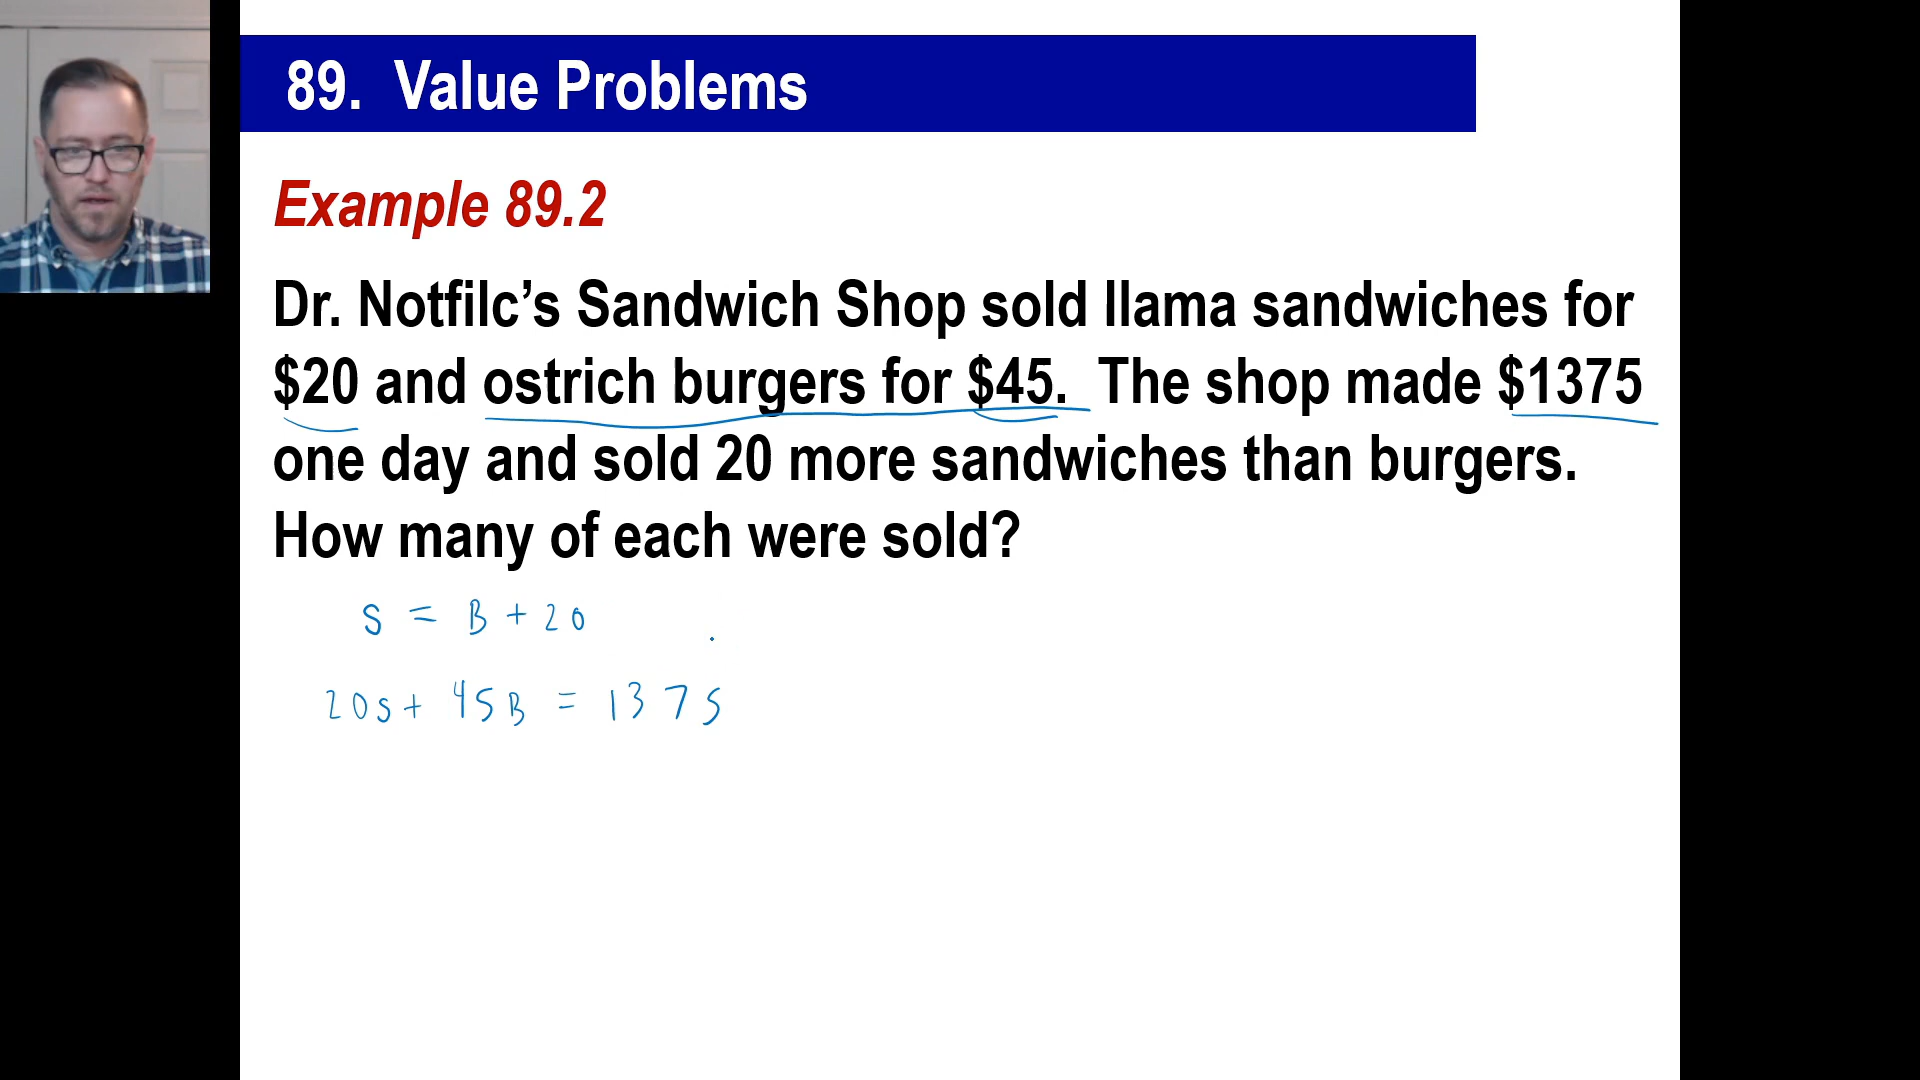 89. Value Problems
Example 89.2
Dr. Notfilc’s Sandwich Shop sold llama sandwiches for
$20 and ostrich burgers for $45. The shop made $1375
one day and sold 20 more sandwiches than burgers.
How many of each were sold?
S = B + 20
20S + 45B = 1375